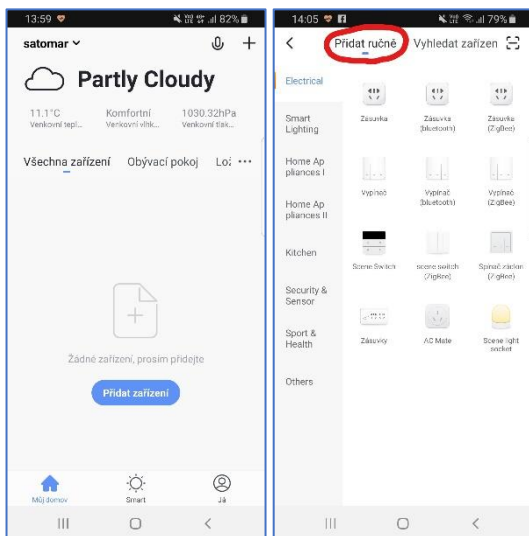 13:59
82%
satomar
Partly Cloudy
11.1°C Komfortní 1030.32hPa
Venkovní tepl... Venkovní vlhk... Venkovní tlak...
Všechna zařízení Obývací pokoj Lož
Žádné zařízení, prosím přidejte
Přidat zařízení
Můj domov Smart Já
14:05
79%
Přidat ručně Vyhledat zařízen
Electrical
Smart
Lighting
Home Ap
pliances I
Home Ap
pliances II
Kitchen
Security &
Sensor
Sport &
Health
Others
Zásuvka Zásuvka Zásuvka
(bluetooth) (ZigBee)
Vypínač Vypínač Vypínač
(bluetooth) (ZigBee)
Scene Switch scene switch Spínač
(ZigBee) (ZigBee)
Zásuvky AC Mate Scene light
socket